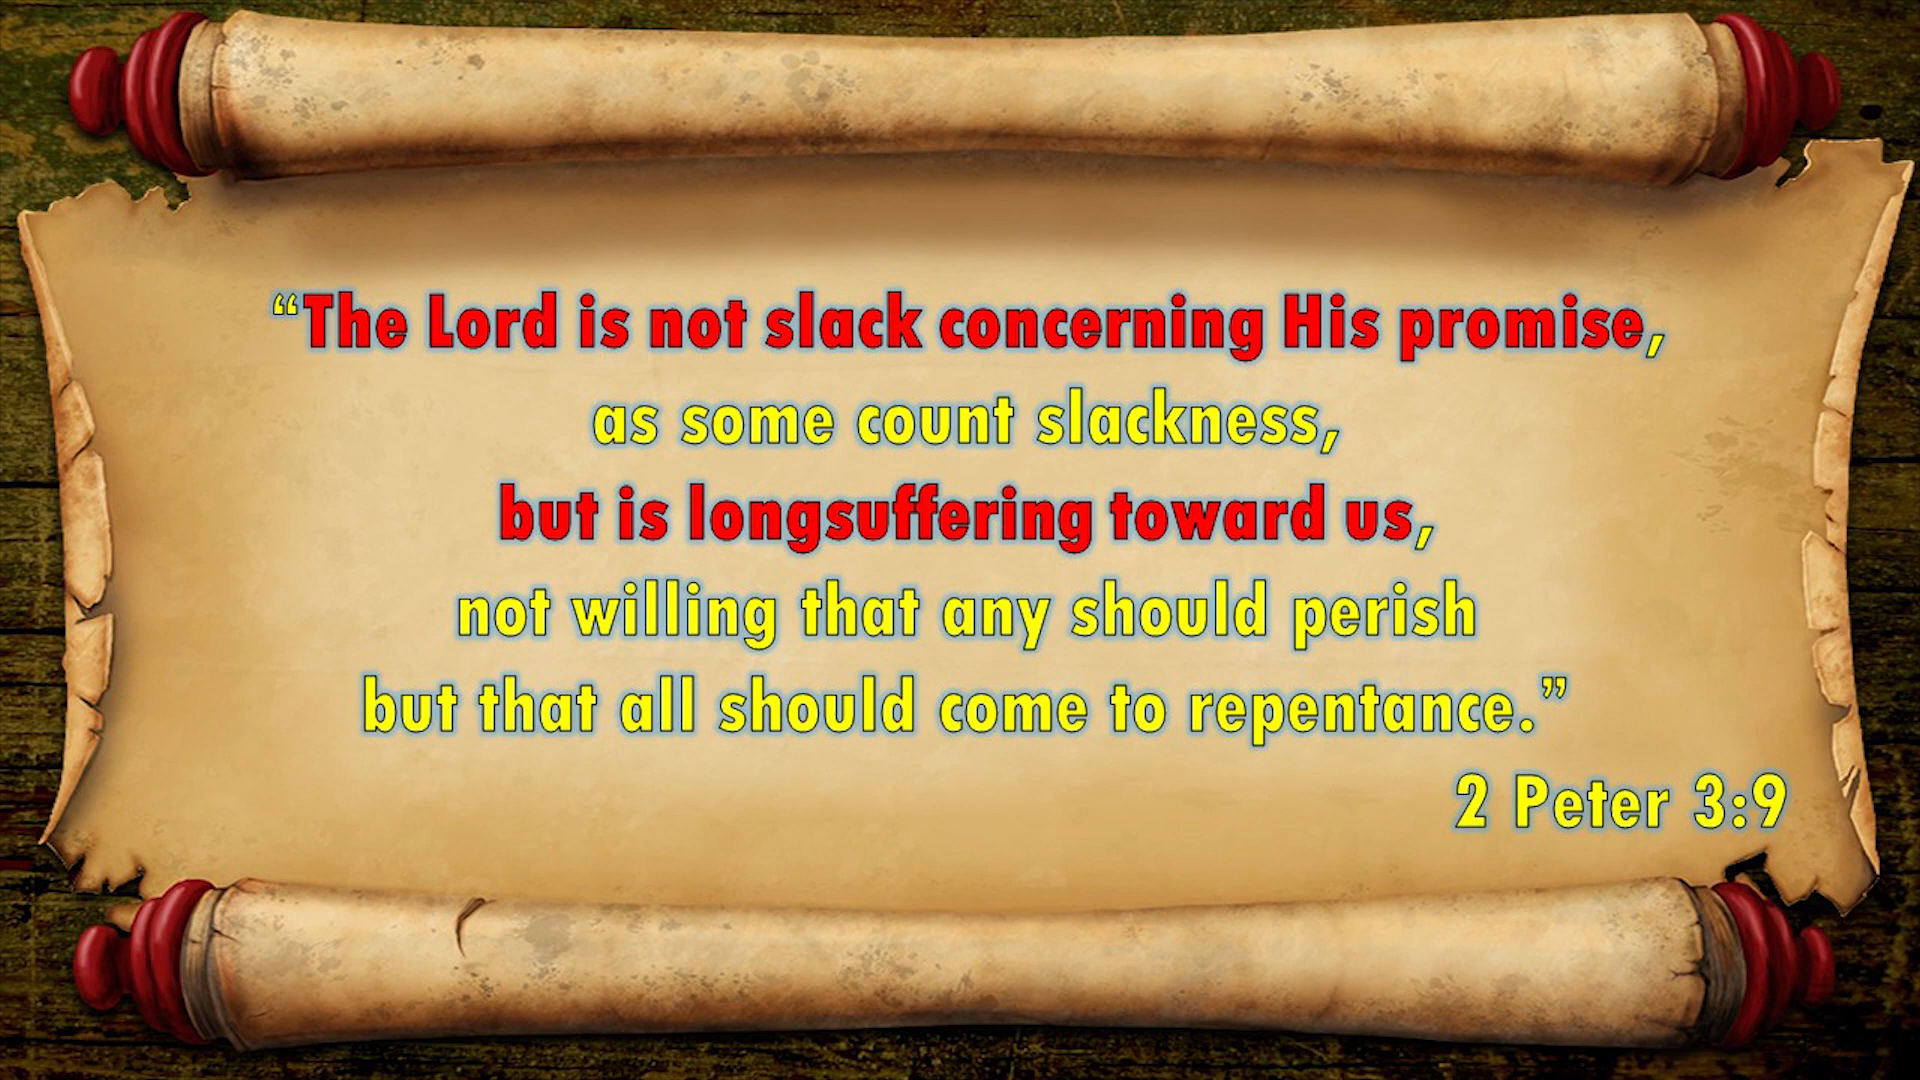 “The Lord is not slack concerning His promise,
as some count slackness,
but is longsuffering toward us,
not willing that any should perish
but that all should come to repentance.”
2 Peter 3:9